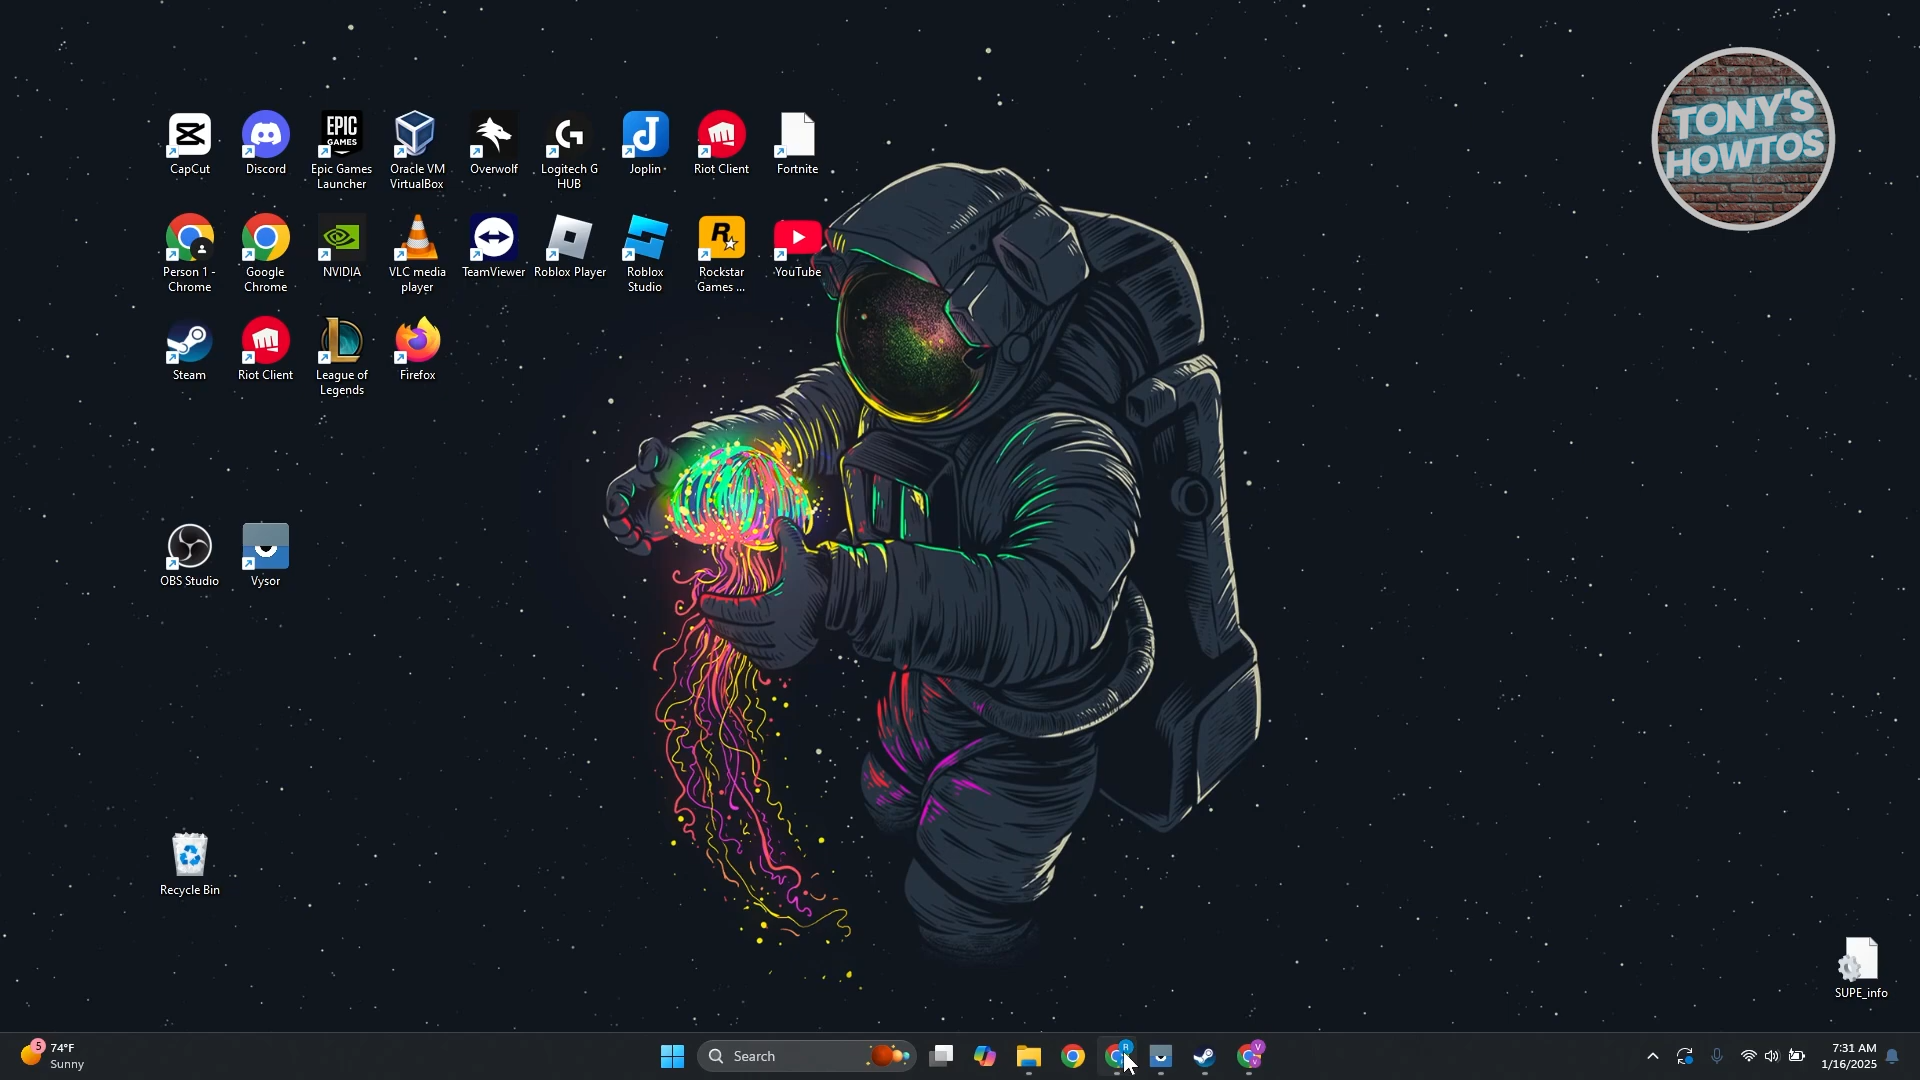 TONY'S
HOWTOS
CapCut
Discord
EPIC
GAMES
Epic Games
Launcher
Oracle VM
VirtualBox
Overwolf
Logitech G
HUB
Joplin
Riot Client
Fortnite
Person 1 -
Chrome
Google
Chrome
NVIDIA
VLC media
player
TeamViewer
Roblox Player
Roblox
Studio
Rockstar
Games ...
YouTube
Steam
Riot Client
League of
Legends
Firefox
OBS Studio
Vysor
Recycle Bin
SUPE_info
5
74°F
Sunny
Search
R
V
7:31 AM
1/16/2025